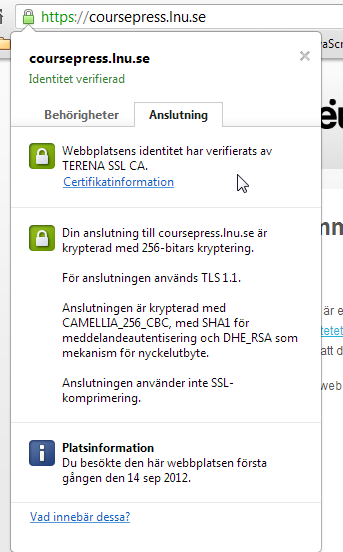 https://coursepress.lnu.se
coursepress.lnu.se
Identitet verifierad
Behörigheter
Anslutning
Webbplatsens identitet har verifierats av
TERENA SSL CA.
Certifikatinformation
Din anslutning till coursepress.lnu.se är
krypterad med 256-bitars kryptering.
För anslutningen används TLS 1.1.
Anslutningen är krypterad med
CAMELLIA_256_CBC, med SHA1 för
meddelandeautentisering och DHE_RSA som
mekanism för nyckelutbyte.
Anslutningen använder inte SSL-
komprimering.
Platsinformation
Du besökte den här webbplatsen första
gången den 14 sep 2012.
Vad innebär dessa?